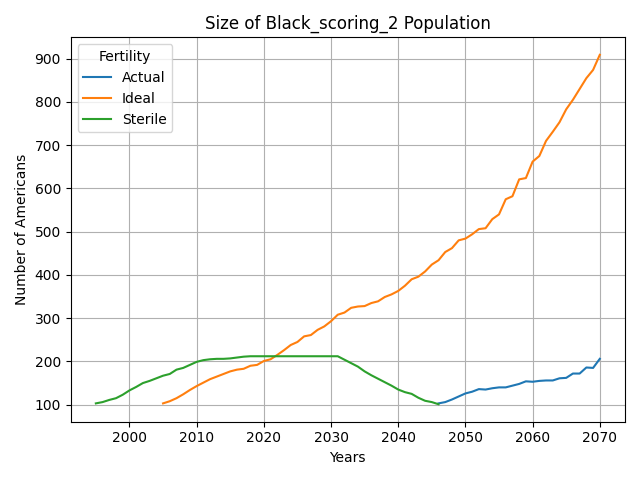 Size of Black_scoring_2 Population
Fertility
Actual
Ideal
Sterile
Number of Americans
900
800
700
600
500
400
300
200
100
2000 2010 2020 2030 2040 2050 2060 2070
Years